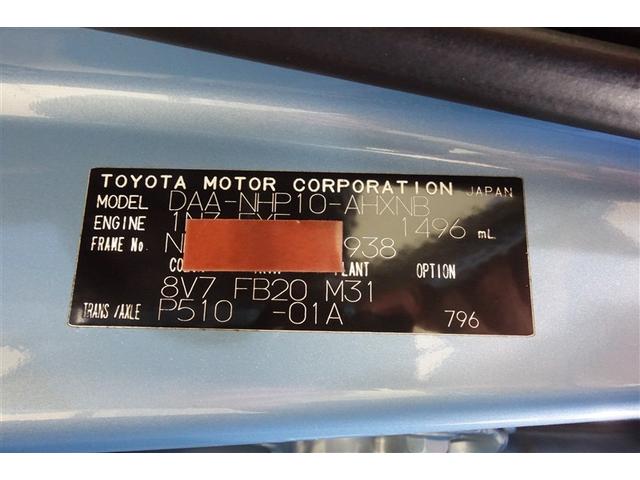 TOYOTA MOTOR CORPORATION JAPAN
MODEL DAA-NHP10-AHXNB
ENGINE 1496 mL
FRAME No 938
PLANT OPTION
8V7 FB20 M31
TRANS/AXLE P510 -01A 796